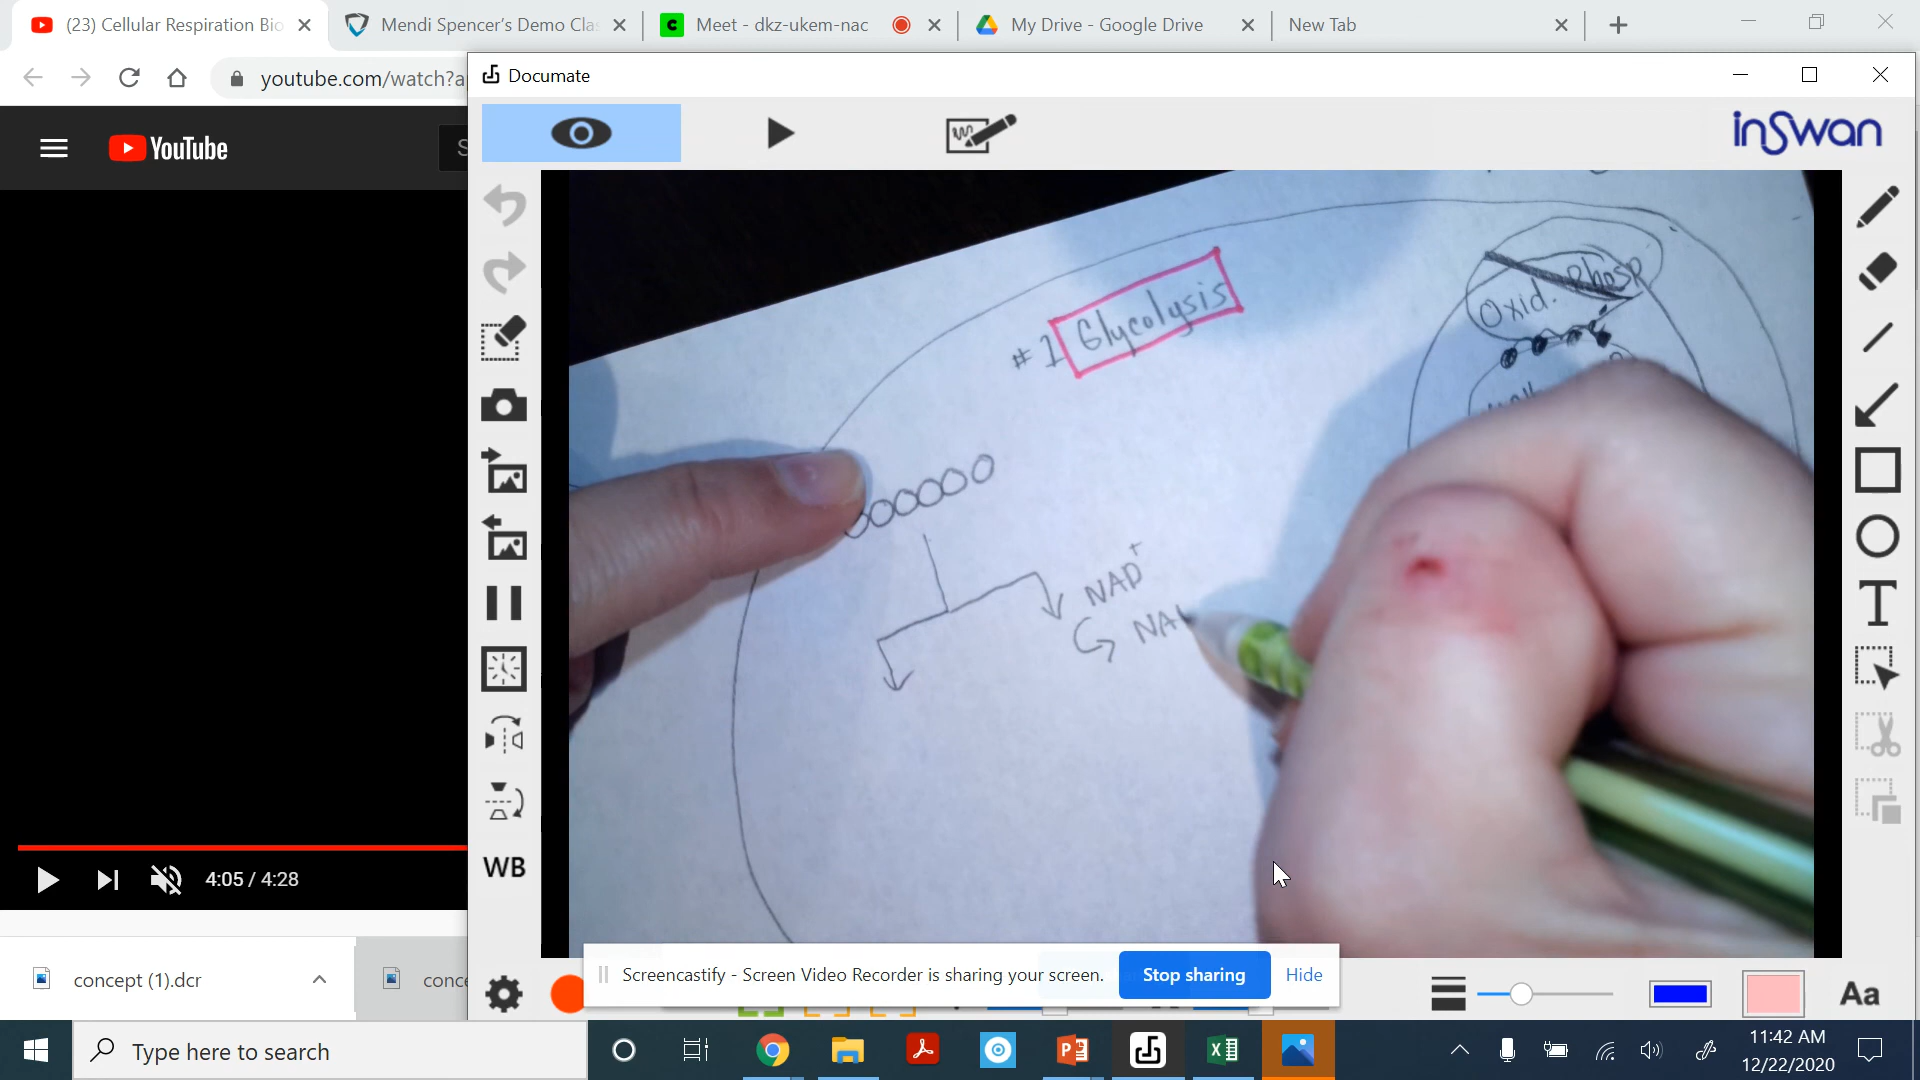 (23) Cellular Respiration Bio
Mendi Spencer's Demo Clas
Meet - dkz-ukem-nac
My Drive - Google Drive
New Tab
youtube.com/watch?a
Documate
YouTube
S
inSwan
#1 Glycolysis
Oxid. Phosp
NAD+
NA
WB
T
4:05 / 4:28
concept (1).dcr
conce
Screencastify - Screen Video Recorder is sharing your screen.
Stop sharing
Hide
Aa
Type here to search
11:42 AM
12/22/2020